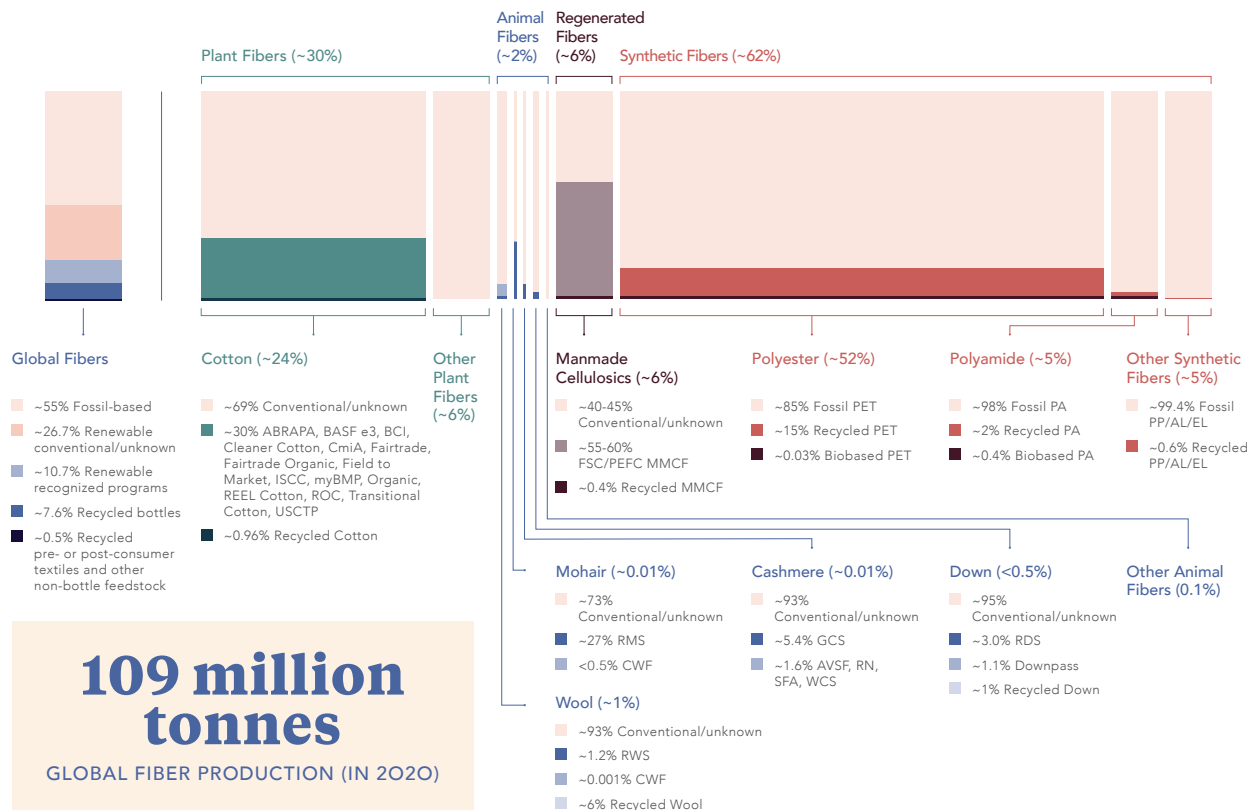 Plant Fibers (~30%)
Animal
Fibers
(~2%)
Regenerated
Fibers
(~6%)
Synthetic Fibers (~62%)
Global Fibers
~55% Fossil-based
~26.7% Renewable
conventional/unknown
~10.7% Renewable
recognized programs
~7.6% Recycled bottles
~0.5% Recycled
pre- or post-consumer
textiles and other
non-bottle feedstock
Cotton (~24%)
~69% Conventional/unknown
~30% ABRAPA, BASF e3, BCI,
Cleaner Cotton, CmiA, Fairtrade,
Fairtrade Organic, Field to
Market, ISCC, myBMP, Organic,
REEL Cotton, ROC, Transitional
Cotton, USCTP
~0.96% Recycled Cotton
Other
Plant
Fibers
(~6%)
Manmade
Cellulosics (~6%)
~40-45%
Conventional/unknown
~55-60%
FSC/PEFC MMCF
~0.4% Recycled MMCF
Polyester (~52%)
~85% Fossil PET
~15% Recycled PET
~0.03% Biobased PET
Polyamide (~5%)
~98% Fossil PA
~2% Recycled PA
~0.4% Biobased PA
Other Synthetic
Fibers (~5%)
~99.4% Fossil
PP/AL/EL
~0.6% Recycled
PP/AL/EL
Mohair (~0.01%)
~73%
Conventional/unknown
~27% RMS
<0.5% CWF
Cashmere (~0.01%)
~93%
Conventional/unknown
~5.4% GCS
~1.6% AVSF, RN,
SFA, WCS
Down (<0.5%)
~95%
Conventional/unknown
~3.0% RDS
~1.1% Downpass
~1% Recycled Down
Other Animal
Fibers (0.1%)
Wool (~1%)
~93% Conventional/unknown
~1.2% RWS
~0.001% CWF
~6% Recycled Wool
109 million
tonnes
GLOBAL FIBER PRODUCTION (IN 2020)